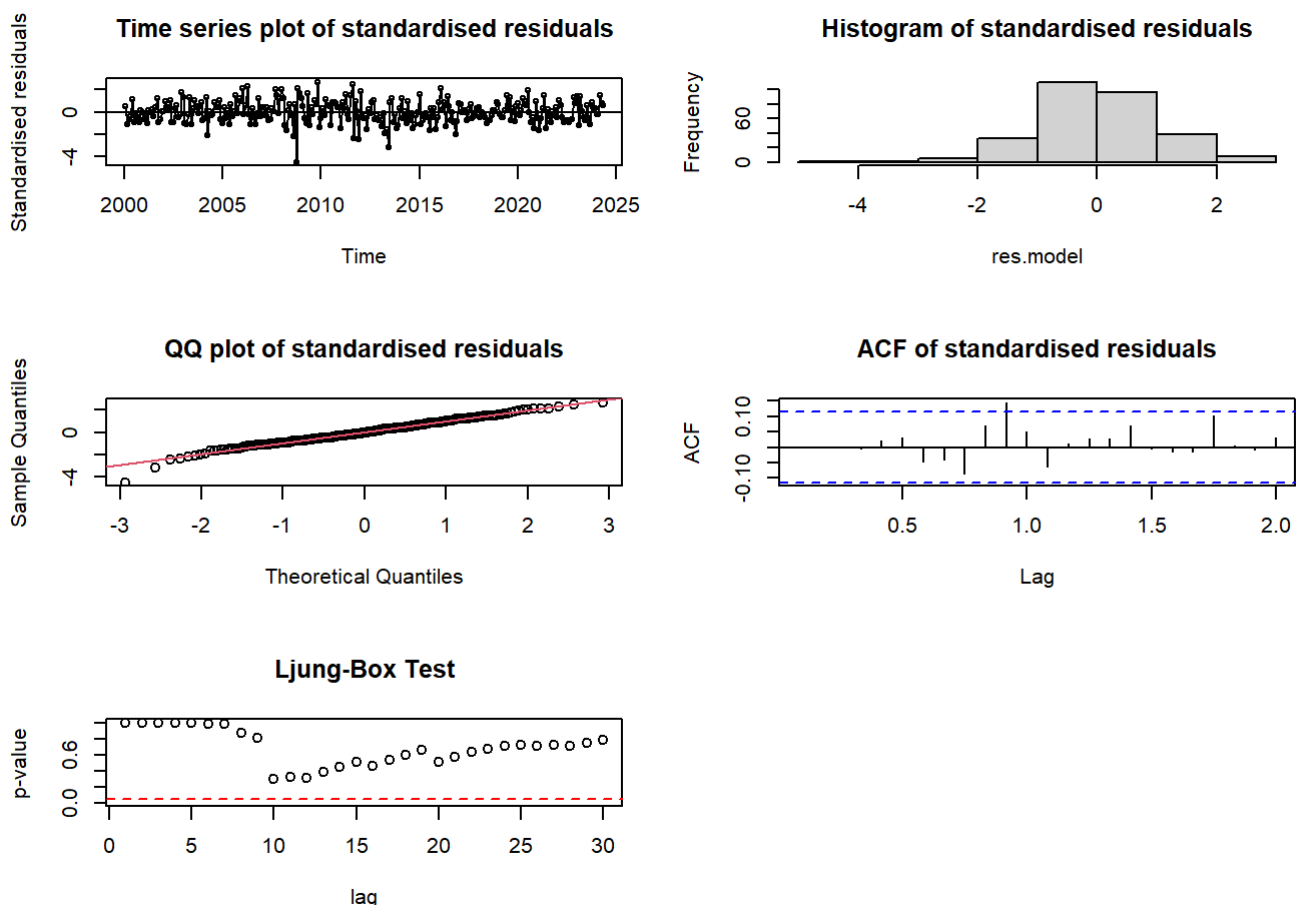 Time series plot of standardised residuals
Standardised residuals
0
-4
2000 2005 2010 2015 2020 2025
Time
Histogram of standardised residuals
Frequency
60
0
-4 -2 0 2
res.model
QQ plot of standardised residuals
Sample Quantiles
0
-4
-3 -2 -1 0 1 2 3
Theoretical Quantiles
ACF of standardised residuals
ACF
0.10
-0.10
0.5 1.0 1.5 2.0
Lag
Ljung-Box Test
p-value
0.6
0.0
0 5 10 15 20 25 30
lag